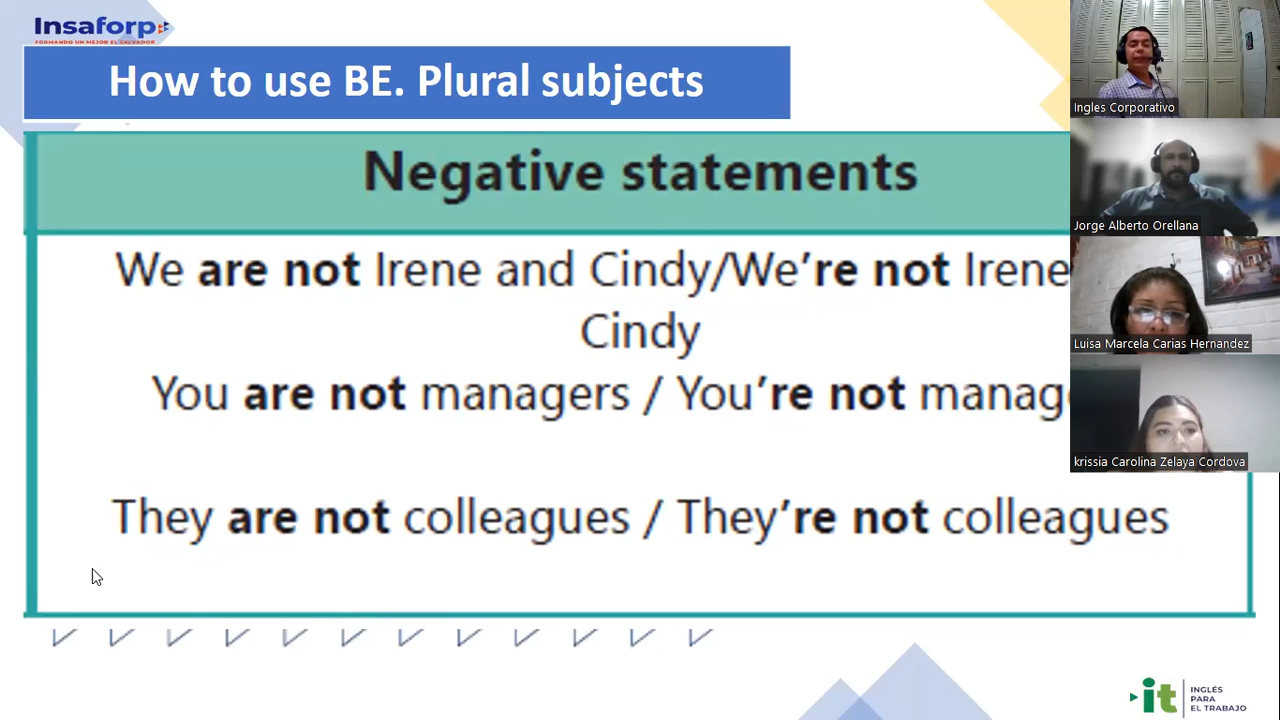 Insaforp
FORMANDO UN MEJOR EL SALVADOR
How to use BE. Plural subjects
Negative statements
We are not Irene and Cindy/We're not Irene
Cindy
You are not managers / You're not manag
They are not colleagues / They're not colleagues
Ingles Corporativo
Jorge Alberto Orellana
Luisa Marcela Carias Hernandez
krissia Carolina Zelaya Cordova
it
INGLÉS
PARA
EL TRABAJO